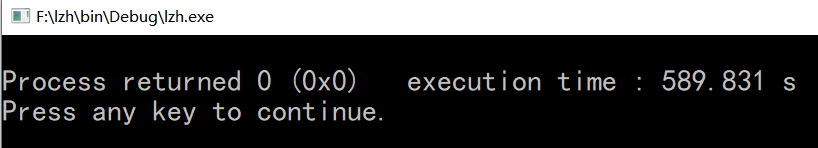 F:\lzh\bin\Debug\lzh.exe
Process returned 0 (0x0)   execution time : 589.831 s
Press any key to continue.